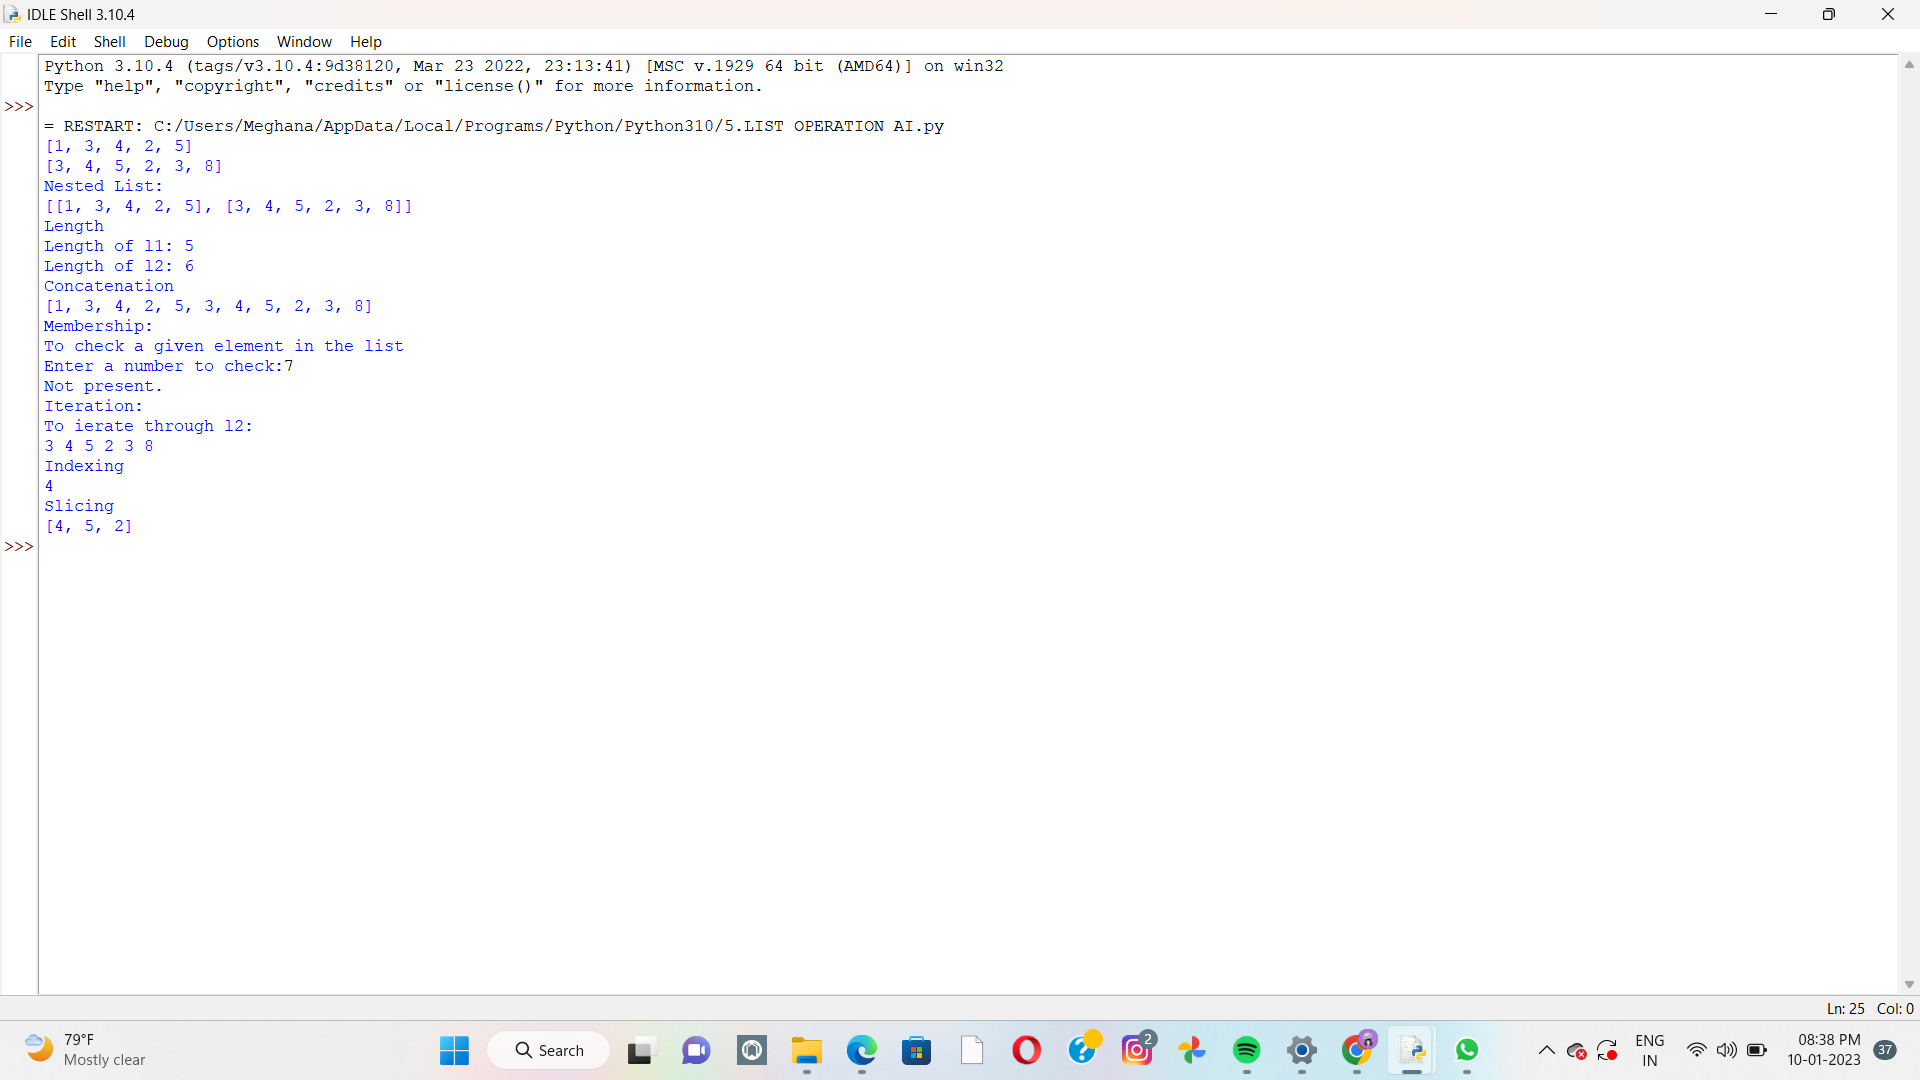 IDLE Shell 3.10.4
File Edit Shell Debug Options Window Help
Python 3.10.4 (tags/v3.10.4:9d38120, Mar 23 2022, 23:13:41) [MSC v.1929 64 bit (AMD64)] on win32
Type "help", "copyright", "credits" or "license()" for more information.
>>>
= RESTART: C:/Users/Meghana/AppData/Local/Programs/Python/Python310/5.LIST OPERATION AI.py
[1, 3, 4, 2, 5]
[3, 4, 5, 2, 3, 8]
Nested List:
[[1, 3, 4, 2, 5], [3, 4, 5, 2, 3, 8]]
Length
Length of l1: 5
Length of l2: 6
Concatenation
[1, 3, 4, 2, 5, 3, 4, 5, 2, 3, 8]
Membership:
To check a given element in the list
Enter a number to check:7
Not present.
Iteration:
To ierate through l2:
3 4 5 2 3 8
Indexing
4
Slicing
[4, 5, 2]
>>>
Ln: 25 Col: 0
79°F
Mostly clear
Search
2
ENG
IN
08:38 PM
10-01-2023
37